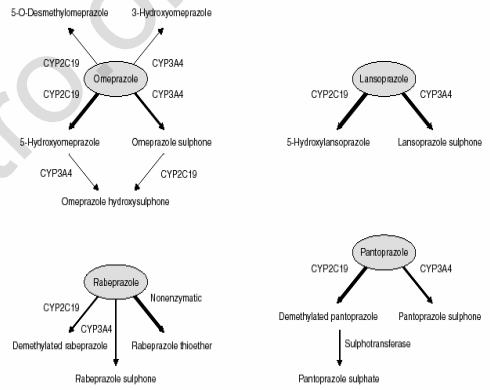 5-O-Desmethylomeprazole
3-Hydroxyomeprazole
CYP2C19
CYP3A4
Omeprazole
CYP2C19
CYP3A4
5-Hydroxyomeprazole
Omeprazole sulphone
CYP3A4
CYP2C19
Omeprazole hydroxysulphone
Lansoprazole
CYP2C19
CYP3A4
5-Hydroxylansoprazole
Lansoprazole sulphone
Rabeprazole
CYP2C19
CYP3A4
Nonenzymatic
Demethylated rabeprazole
Rabeprazole thioether
Rabeprazole sulphone
Pantoprazole
CYP2C19
CYP3A4
Demethylated pantoprazole
Pantoprazole sulphone
Sulphotransferase
Pantoprazole sulphate